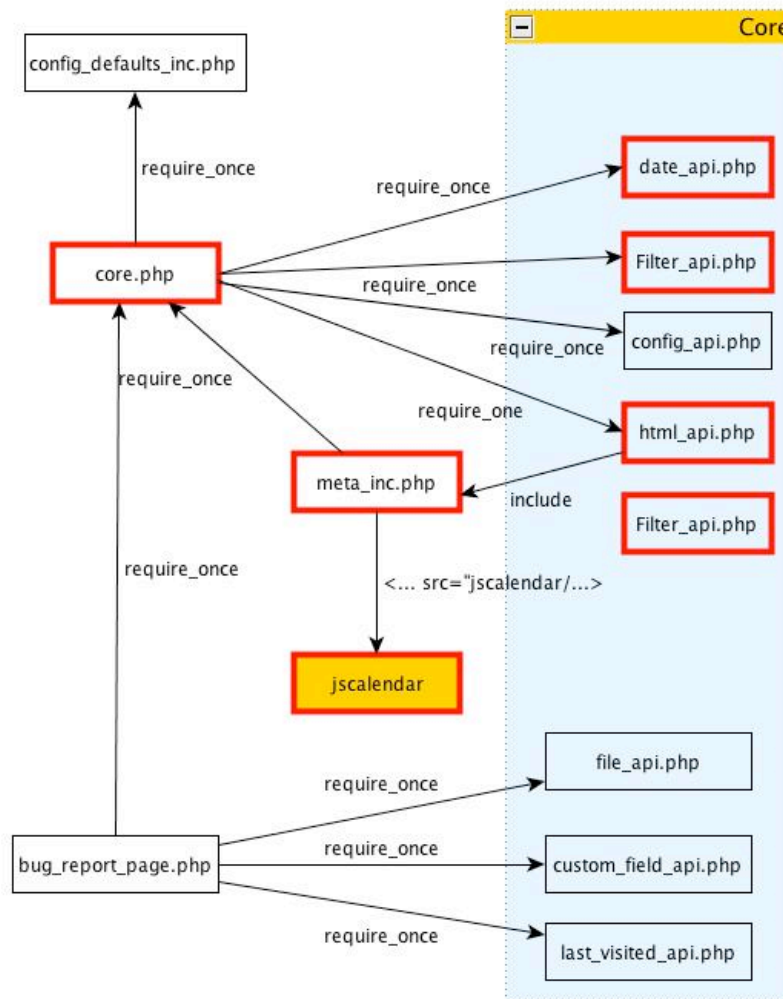 Core
config_defaults_inc.php
require_once
date_api.php
require_once
core.php
Filter_api.php
require_once
config_api.php
require_once
require_once
require_one
html_api.php
meta_inc.php
include
Filter_api.php
require_once
<... src="jscalendar/...>
jscalendar
file_api.php
require_once
bug_report_page.php
require_once
custom_field_api.php
require_once
last_visited_api.php